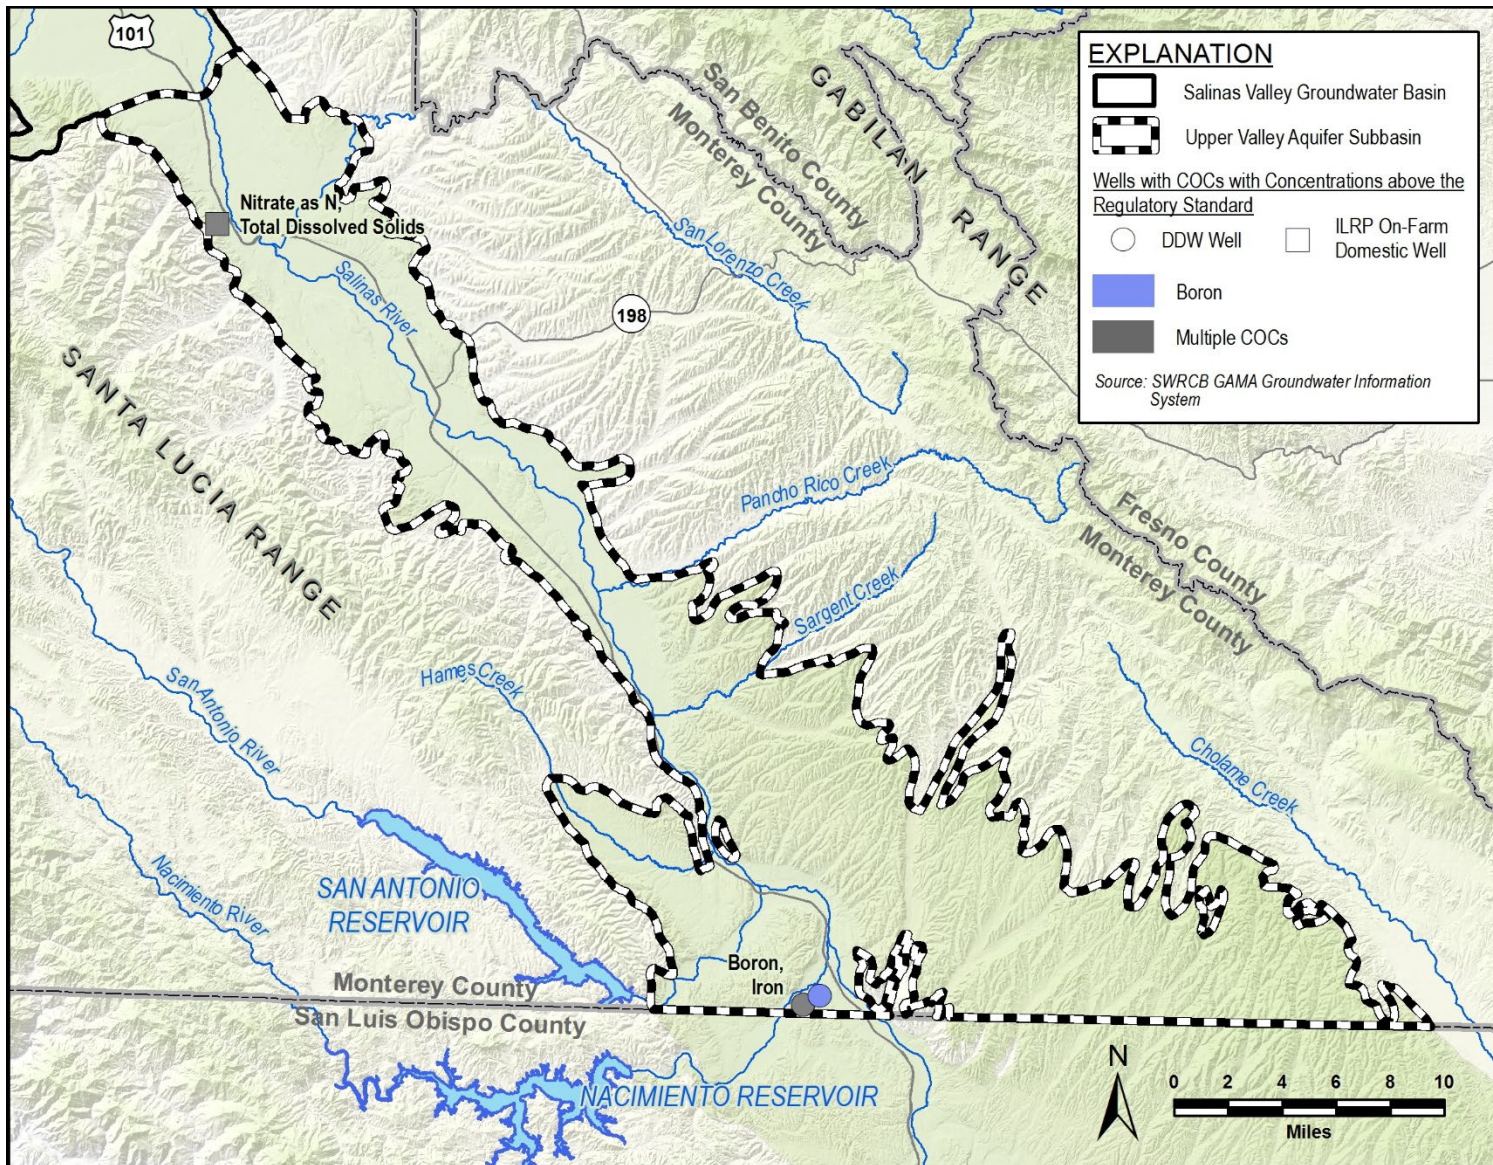 101
San Benito County
Monterey County
GABILAN
RANGE
EXPLANATION
Salinas Valley Groundwater Basin
Upper Valley Aquifer Subbasin
Wells with COCs with Concentrations above the
Regulatory Standard
DDW Well
ILRP On-Farm
Domestic Well
Boron
Multiple COCs
Source: SWRCB GAMA Groundwater Information
System
Nitrate as N,
Total Dissolved Solids
Salinas River
San Lorenzo Creek
198
SANTA LUCIA RANGE
Pancho Rico Creek
Fresno County
Monterey County
Sargent Creek
Hames Creek
San Antonio River
Cholame Creek
Nacimiento River
SAN ANTONIO
RESERVOIR
Boron,
Iron
Monterey County
San Luis Obispo County
NACIMIENTO RESERVOIR
N
0 2 4 6 8 10
Miles